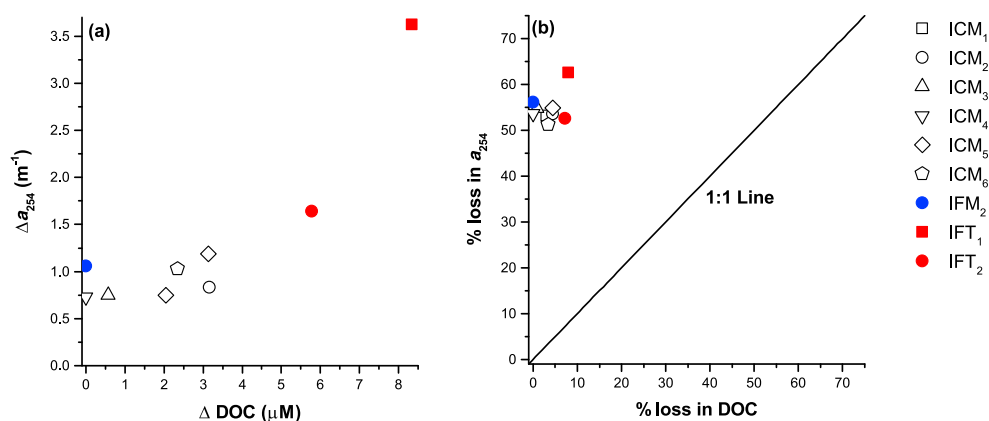 (a)
3.5
3.0
2.5
2.0
1.5
1.0
0.5
0.0
Δa₂₅₄ (m⁻¹)
0 1 2 3 4 5 6 7 8
Δ DOC (μM)
(b)
70
60
50
40
30
20
10
0
% loss in a₂₅₄
1:1 Line
0 10 20 30 40 50 60 70
% loss in DOC
ICM₁
ICM₂
ICM₃
ICM₄
ICM₅
ICM₆
IFM₂
IFT₁
IFT₂